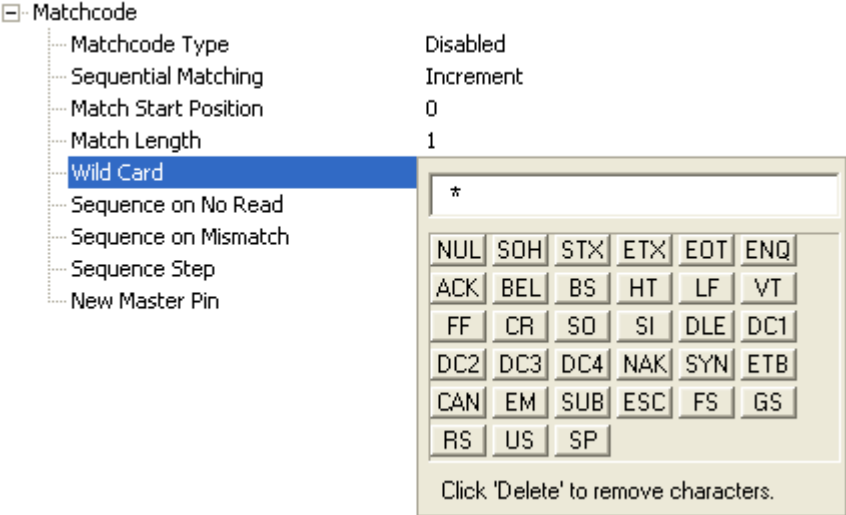 Matchcode
Matchcode Type Disabled
Sequential Matching Increment
Match Start Position 0
Match Length 1
Wild Card
*
Sequence on No Read
Sequence on Mismatch
Sequence Step
New Master Pin
NUL SOH STX ETX EOT ENQ
ACK BEL BS HT LF VT
FF CR SO SI DLE DC1
DC2 DC3 DC4 NAK SYN ETB
CAN EM SUB ESC FS GS
RS US SP
Click 'Delete' to remove characters.